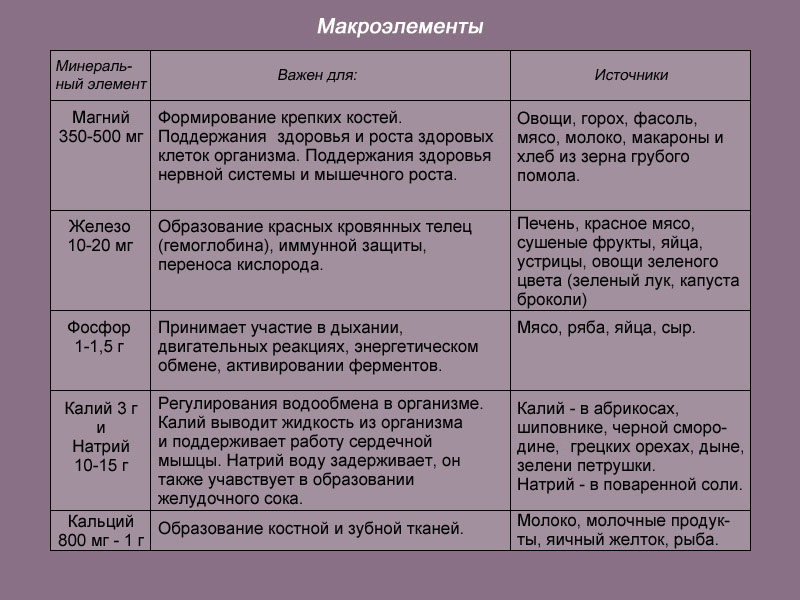 Макроэлементы
Минераль-
ный элемент
Важен для:
Источники
Магний
350-500 мг
Формирование крепких костей.
Поддержания здоровья и роста здоровых
клеток организма. Поддержания здоровья
нервной системы и мышечного роста.
Овощи, горох, фасоль,
мясо, молоко, макароны и
хлеб из зерна грубого
помола.
Железо
10-20 мг
Образование красных кровянных телец
(гемоглобина), иммунной защиты,
переноса кислорода.
Печень, красное мясо,
сушеные фрукты, яйца,
устрицы, овощи зеленого
цвета (зеленый лук, капуста
броколи)
Фосфор
1-1,5 г
Принимает участие в дыхании,
двигательных реакциях, энергетическом
обмене, активировании ферментов.
Мясо, ряба, яйца, сыр.
Калий 3 г
и
Натрий
10-15 г
Регулирования водообмена в организме.
Калий выводит жидкость из организма
и поддерживает работу сердечной
мышцы. Натрий воду задерживает, он
также учавствует в образовании
желудочного сока.
Калий - в абрикосах,
шиповнике, черной сморо-
дине, грецких орехах, дыне,
зелени петрушки.
Натрий - в поваренной соли.
Кальций
800 мг - 1 г
Образование костной и зубной тканей.
Молоко, молочные продук-
ты, яичный желток, рыба.